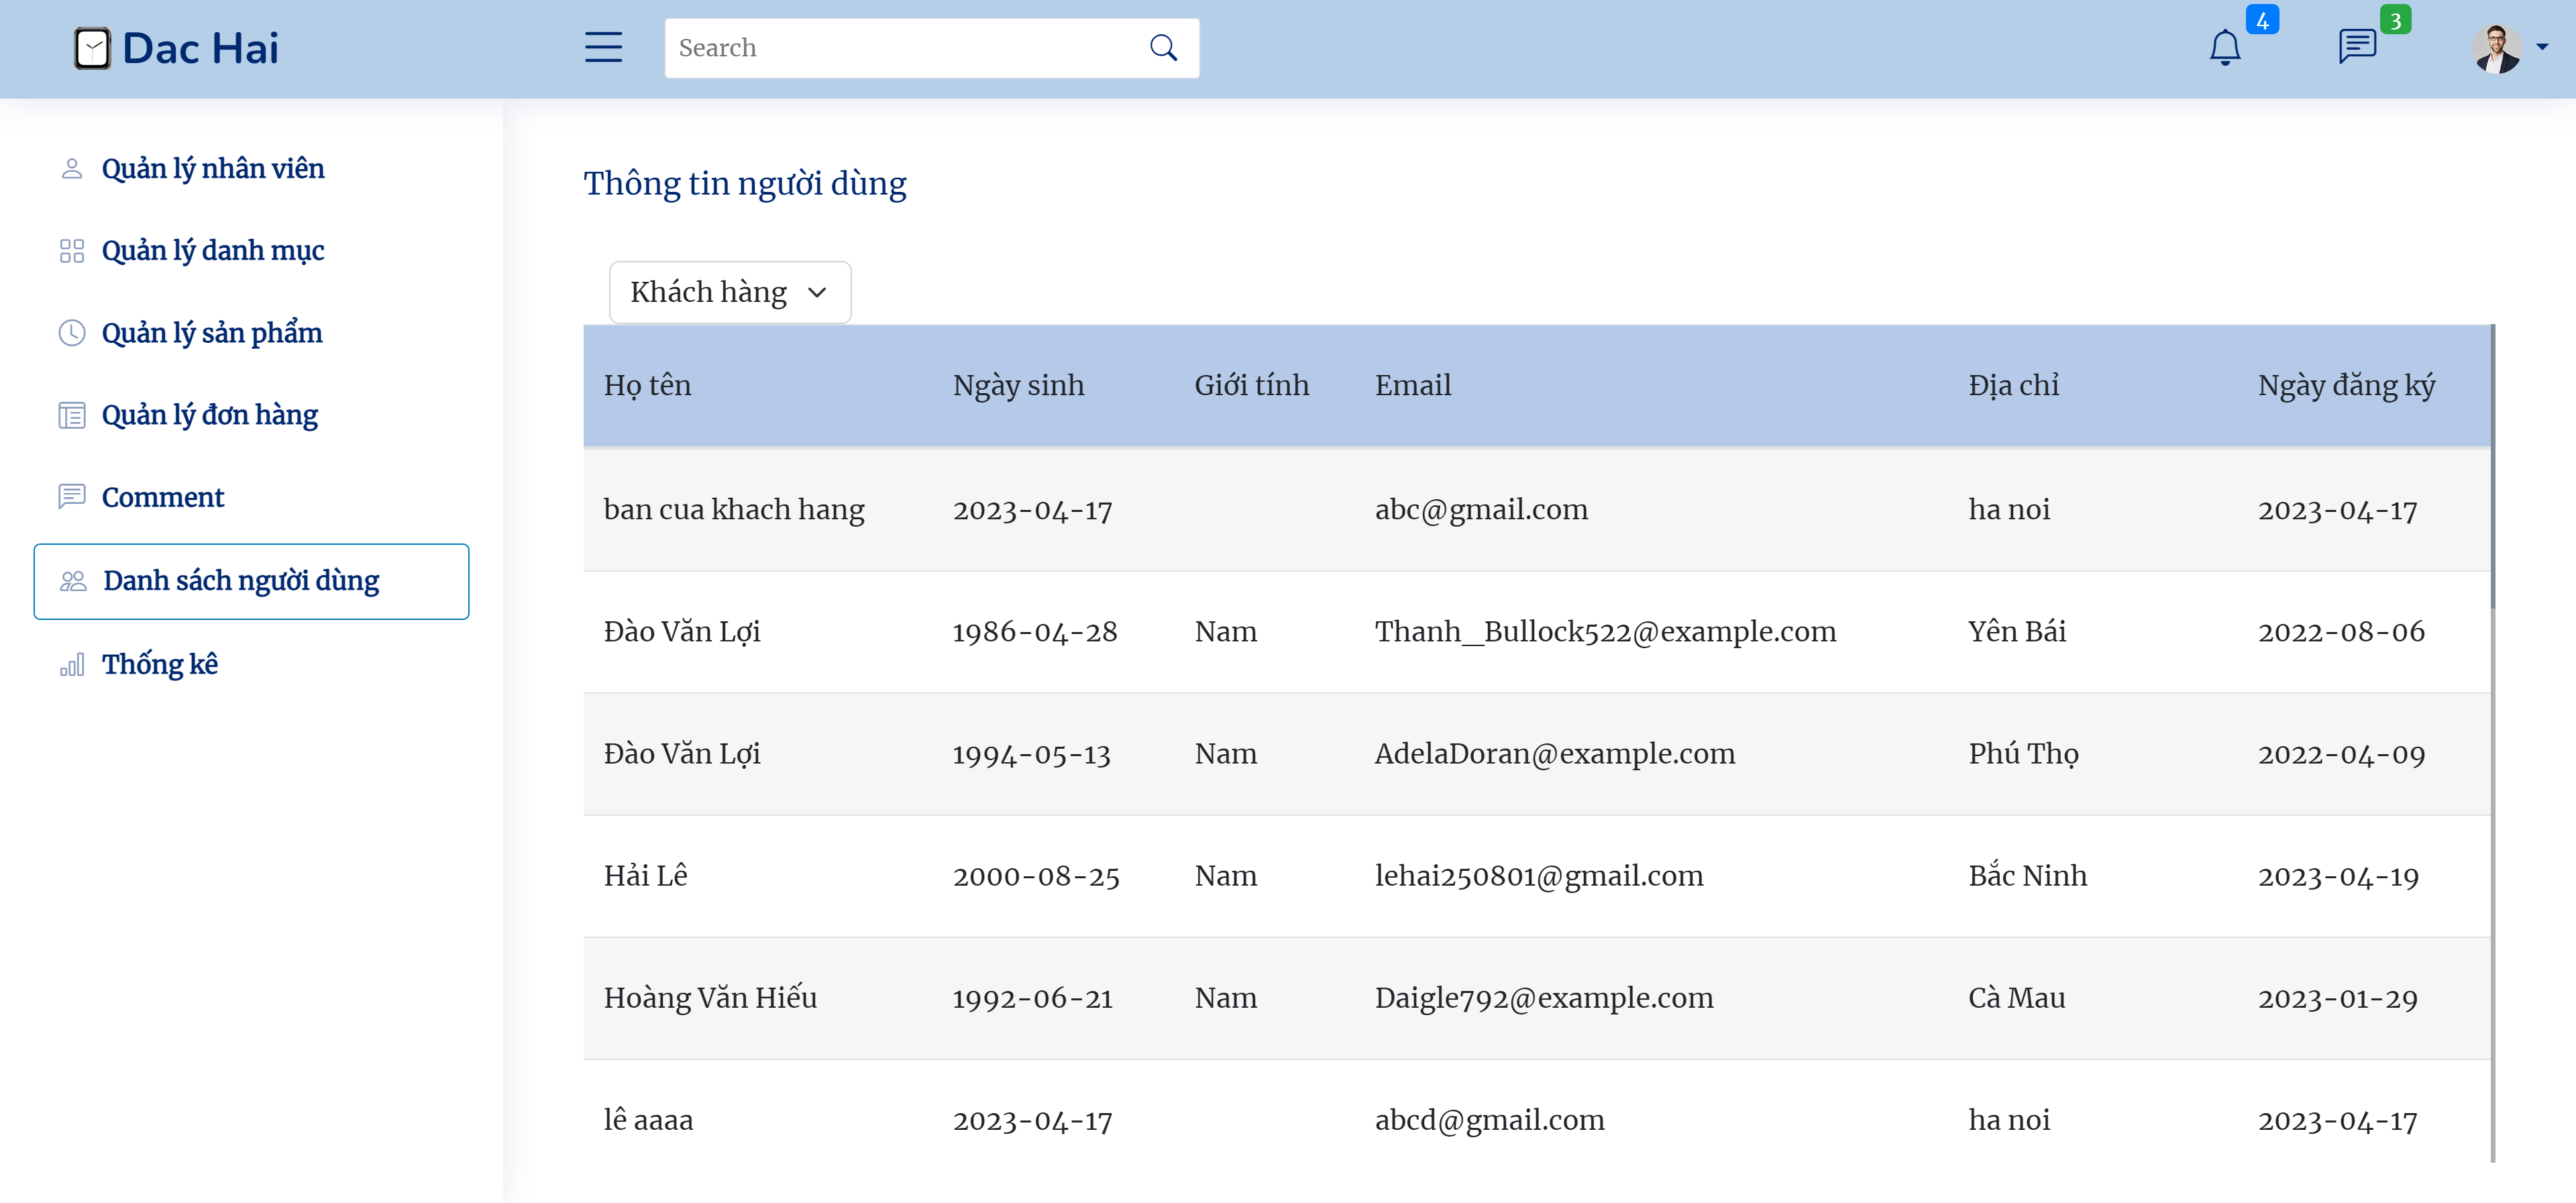 Dac Hai
Search
4
3
Quản lý nhân viên
Quản lý danh mục
Quản lý sản phẩm
Quản lý đơn hàng
Comment
Danh sách người dùng
Thống kê
Thông tin người dùng
Khách hàng
Họ tên Ngày sinh Giới tính Email Địa chỉ Ngày đăng ký
ban cua khach hang 2023-04-17 abc@gmail.com ha noi 2023-04-17
Đào Văn Lợi 1986-04-28 Nam Thanh_Bullock522@example.com Yên Bái 2022-08-06
Đào Văn Lợi 1994-05-13 Nam AdelaDoran@example.com Phú Thọ 2022-04-09
Hải Lê 2000-08-25 Nam lehai250801@gmail.com Bắc Ninh 2023-04-19
Hoàng Văn Hiếu 1992-06-21 Nam Daigle792@example.com Cà Mau 2023-01-29
lê aaaa 2023-04-17 abcd@gmail.com ha noi 2023-04-17